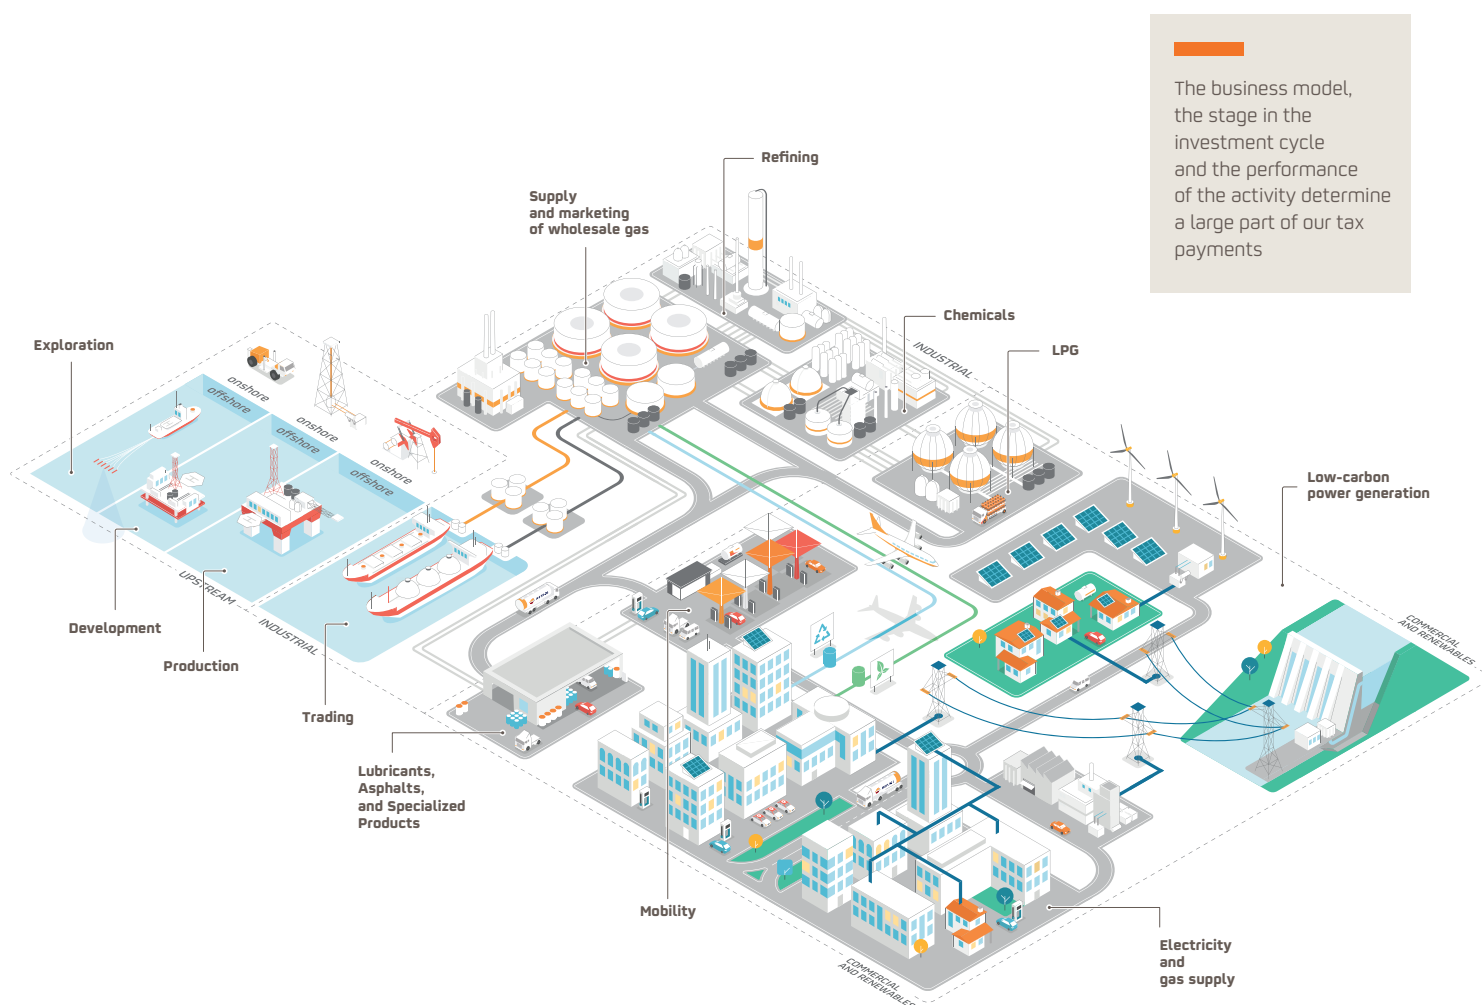 The business model,
the stage in the
investment cycle
and the performance
of the activity determine
a large part of our tax
payments
Refining
Supply
and marketing
of wholesale gas
Chemicals
INDUSTRIAL
LPG
Exploration
onshore
offshore
onshore
offshore
onshore
offshore
Low-carbon
power generation
UPSTREAM
INDUSTRIAL
Development
Production
Trading
COMMERCIAL
AND RENEWABLES
Lubricants,
Asphalts,
and Specialized
Products
Mobility
Electricity
and
gas supply
COMMERCIAL
AND RENEWABLES